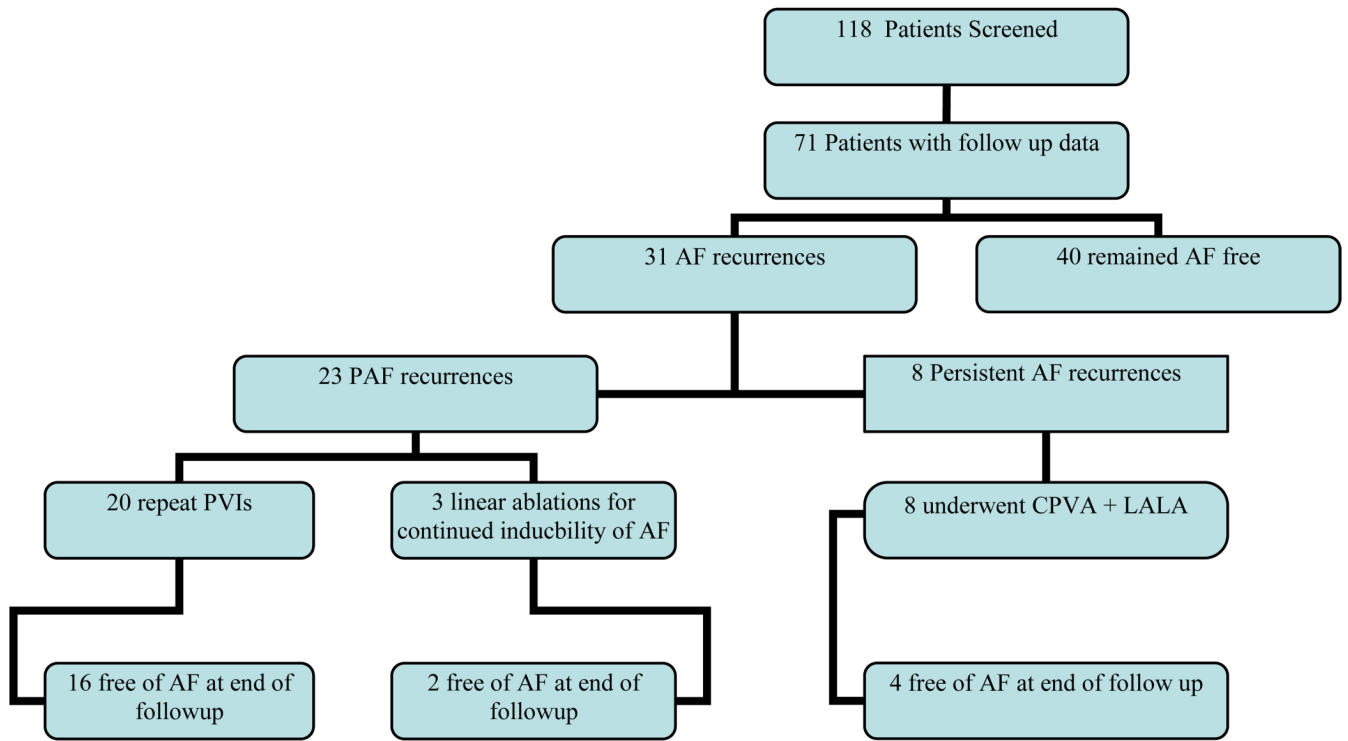 118 Patients Screened
71 Patients with follow up data
31 AF recurrences
40 remained AF free
23 PAF recurrences
8 Persistent AF recurrences
20 repeat PVIs
3 linear ablations for
continued inducbility of AF
8 underwent CPVA + LALA
16 free of AF at end of
followup
2 free of AF at end of
followup
4 free of AF at end of follow up